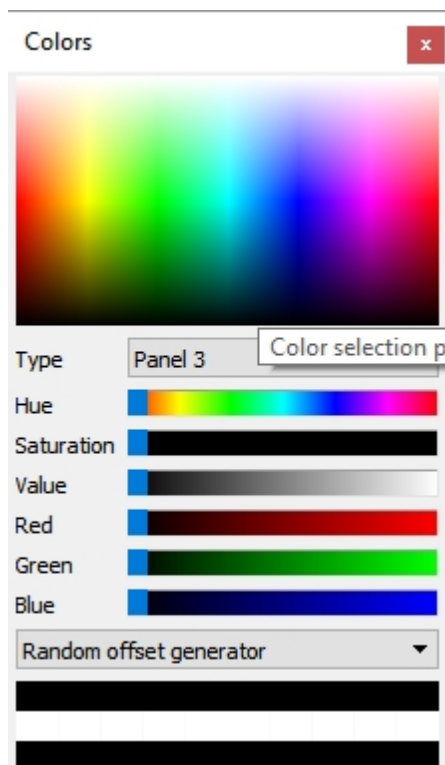 Colors
x
Type Panel 3
Color selection p
Hue
Saturation
Value
Red
Green
Blue
Random offset generator